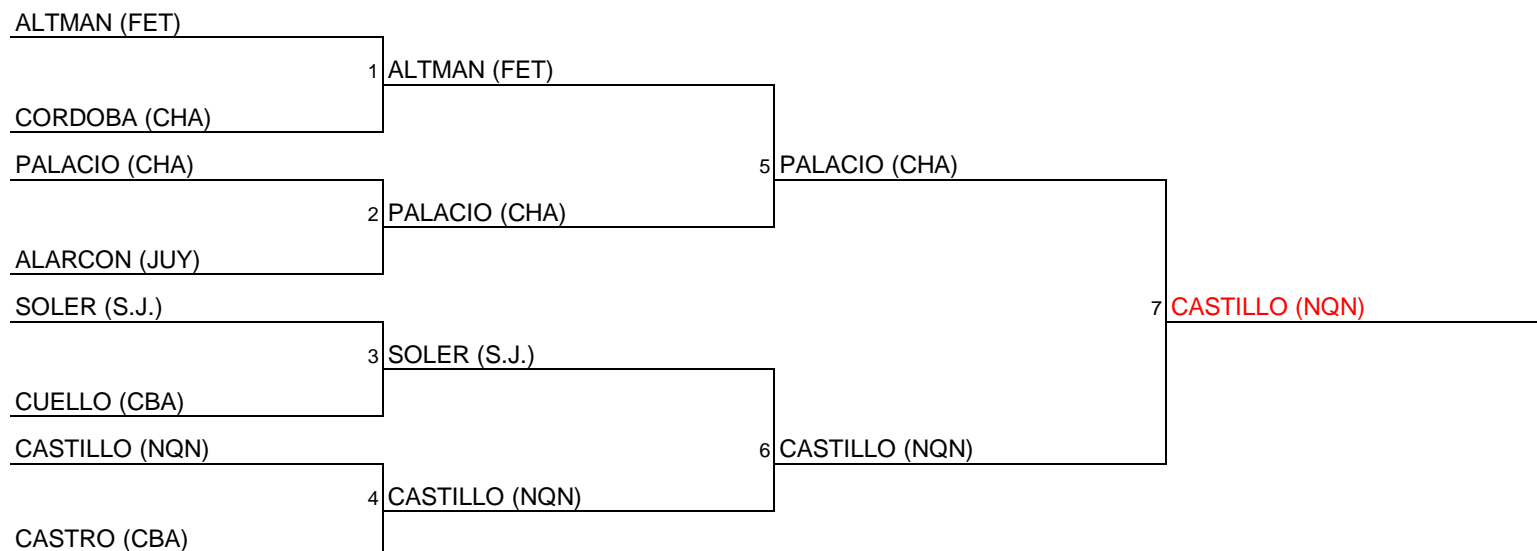 ALTMAN (FET)
1 ALTMAN (FET)
CORDOBA (CHA)
PALACIO (CHA)
5 PALACIO (CHA)
2 PALACIO (CHA)
ALARCON (JUY)
SOLER (S.J.)
7 CASTILLO (NQN)
3 SOLER (S.J.)
CUELLO (CBA)
CASTILLO (NQN)
6 CASTILLO (NQN)
4 CASTILLO (NQN)
CASTRO (CBA)